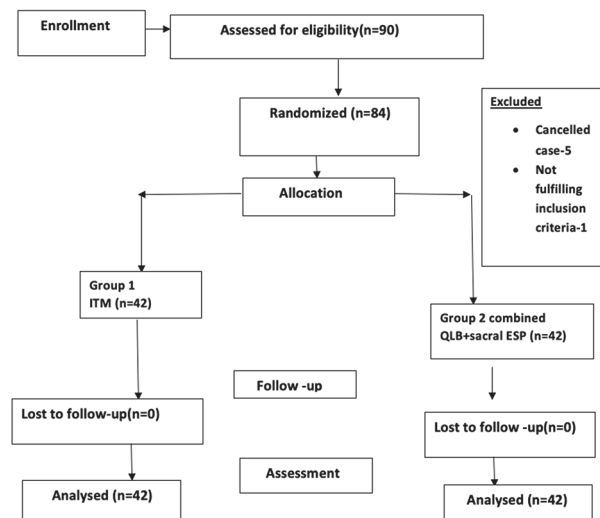 Enrollment
Assessed for eligibility(n=90)
Randomized (n=84)
Excluded
• Cancelled
case-5
• Not
fulfilling
inclusion
criteria-1
Allocation
Group 1
ITM (n=42)
Group 2 combined
QLB+sacral ESP (n=42)
Follow -up
Lost to follow-up(n=0)
Lost to follow -up(n=0)
Assessment
Analysed (n=42)
Analysed (n=42)